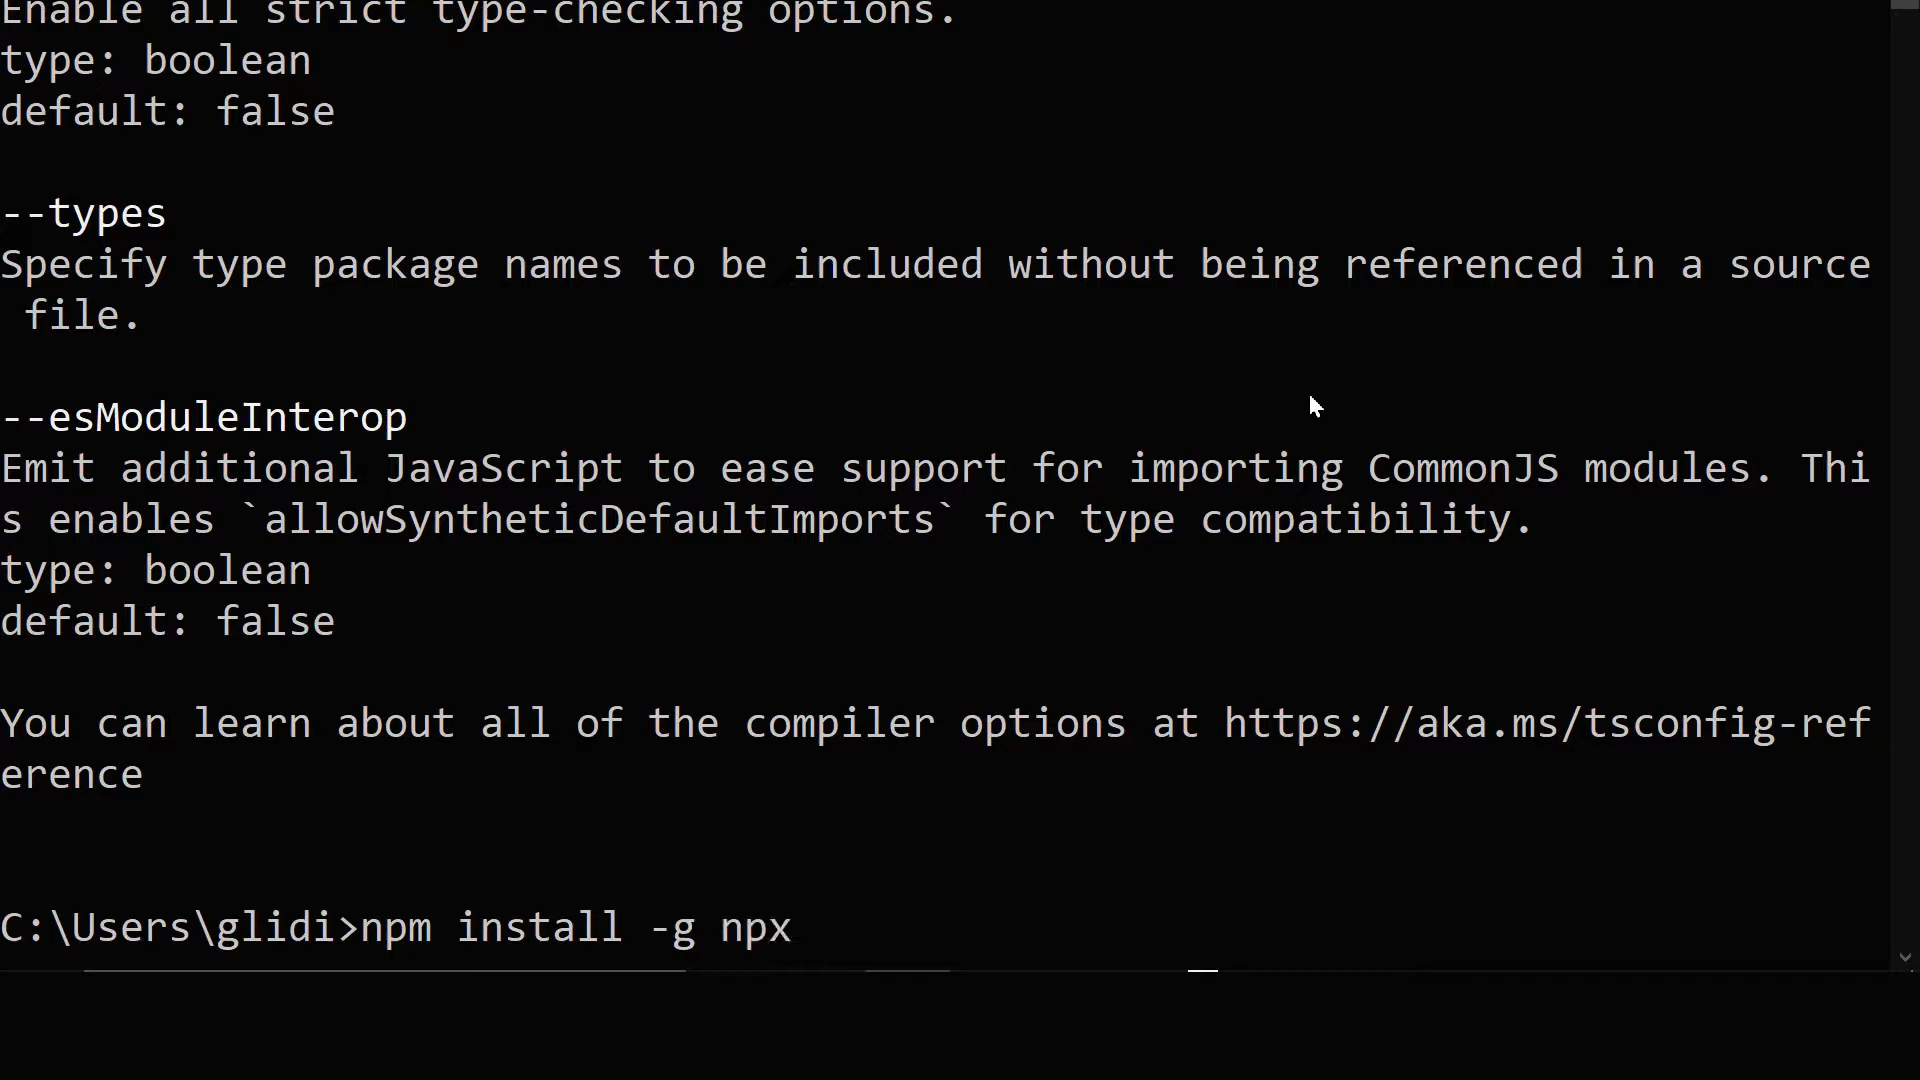 Enable all strict type-checking options.
type: boolean
default: false
--types
Specify type package names to be included without being referenced in a source
file.
--esModuleInterop
Emit additional JavaScript to ease support for importing CommonJS modules. Thi
s enables `allowSyntheticDefaultImports` for type compatibility.
type: boolean
default: false
You can learn about all of the compiler options at https://aka.ms/tsconfig-ref
erence
C:\Users\glidi>npm install -g npx